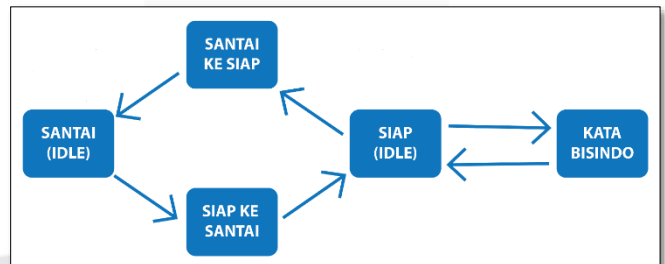 SANTAI
KE SIAP
SANTAI
(IDLE)
SIAP
(IDLE)
KATA
BISINDO
SIAP KE
SANTAI